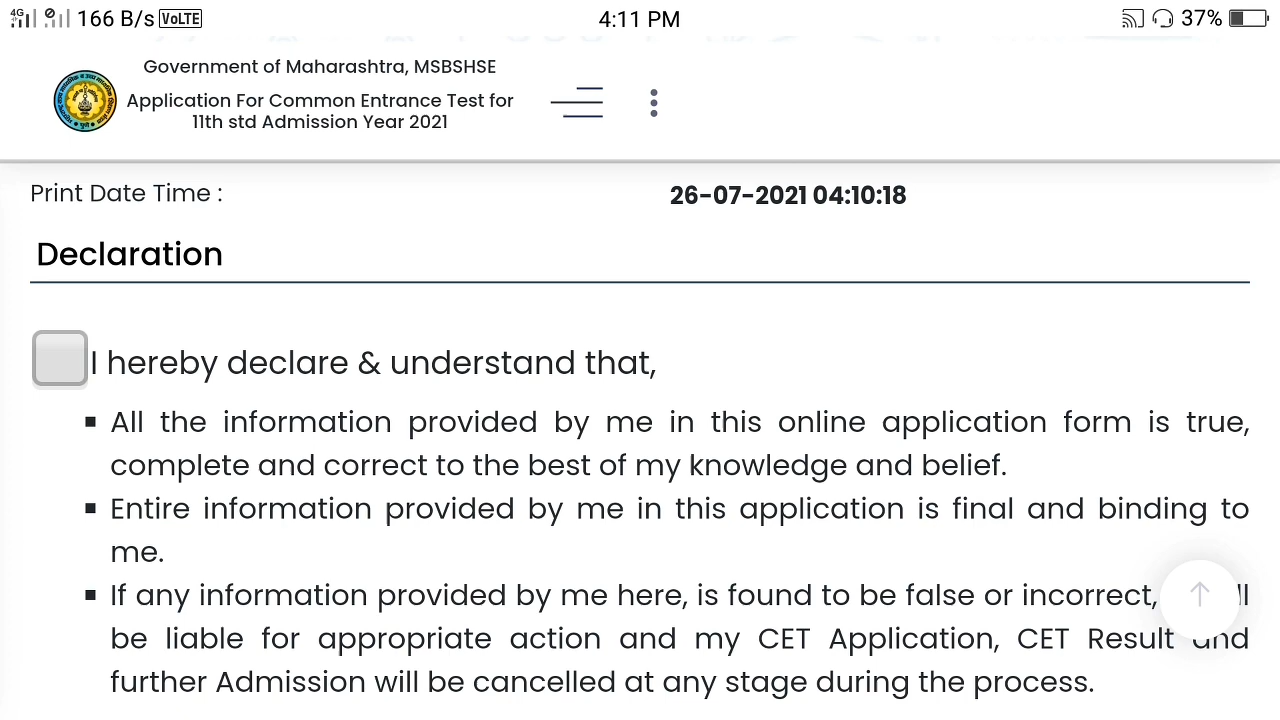 4G 166 B/s VoLTE 4:11 PM 37%
Government of Maharashtra, MSBSHSE
Application For Common Entrance Test for
11th std Admission Year 2021
Print Date Time : 26-07-2021 04:10:18
Declaration
I hereby declare & understand that,
▪ All the information provided by me in this online application form is true,
complete and correct to the best of my knowledge and belief.
▪ Entire information provided by me in this application is final and binding to
me.
▪ If any information provided by me here, is found to be false or incorrect,
be liable for appropriate action and my CET Application, CET Result and
further Admission will be cancelled at any stage during the process.